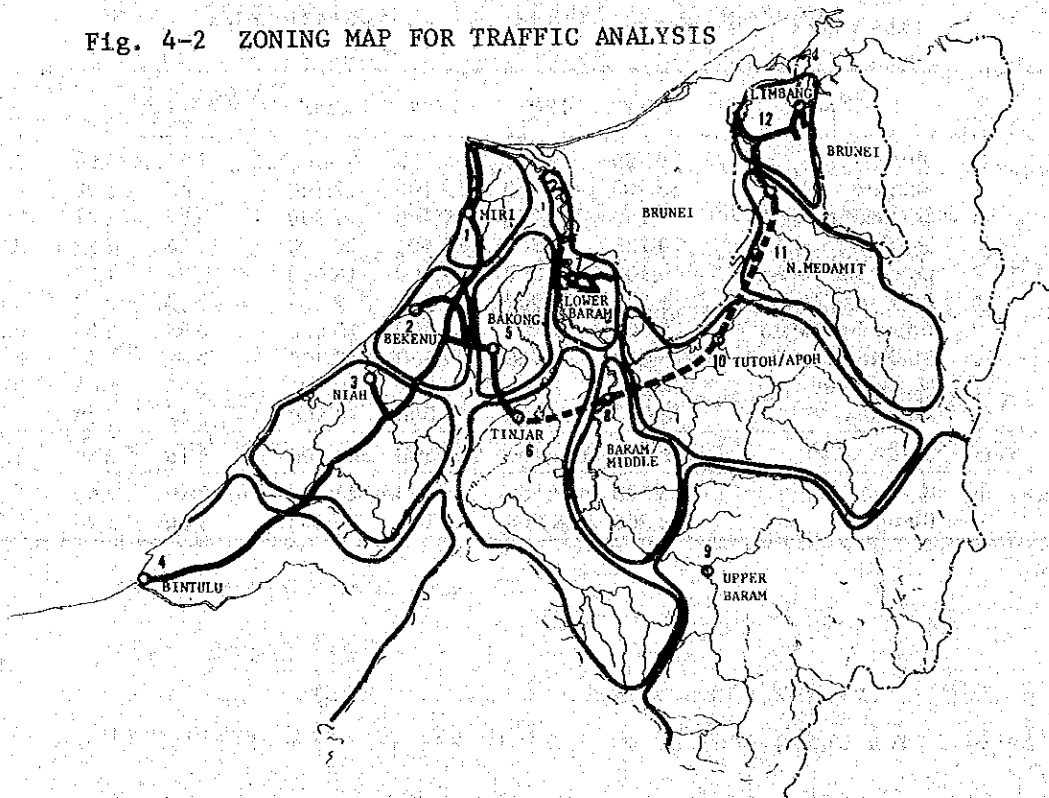 Fig. 4-2 ZONING MAP FOR TRAFFIC ANALYSIS
LIMBANG
12
BRUNEI
MIRI
1
BRUNEI
11
N.MEDAMIT
LOWER
BARAM
2
BEKENU
BAKONG
5
10 TUTOH/APOH
3
NIAH
8
TINJAR
6
BARAM/
MIDDLE
9
UPPER
BARAM
4
BINTULU